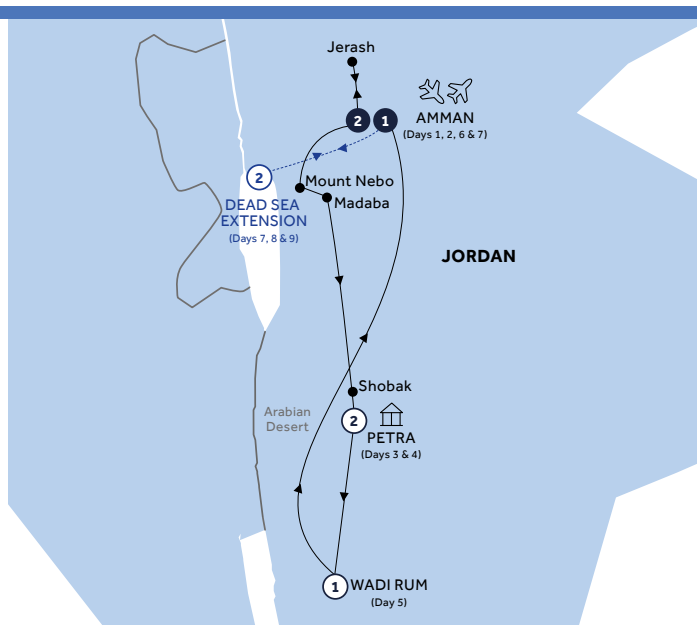 Jerash
2
1
AMMAN
(Days 1, 2, 6 & 7)
2
Mount Nebo
Madaba
DEAD SEA
EXTENSION
(Days 7, 8 & 9)
JORDAN
Shobak
Arabian
Desert
2
PETRA
(Days 3 & 4)
1
WADI RUM
(Day 5)